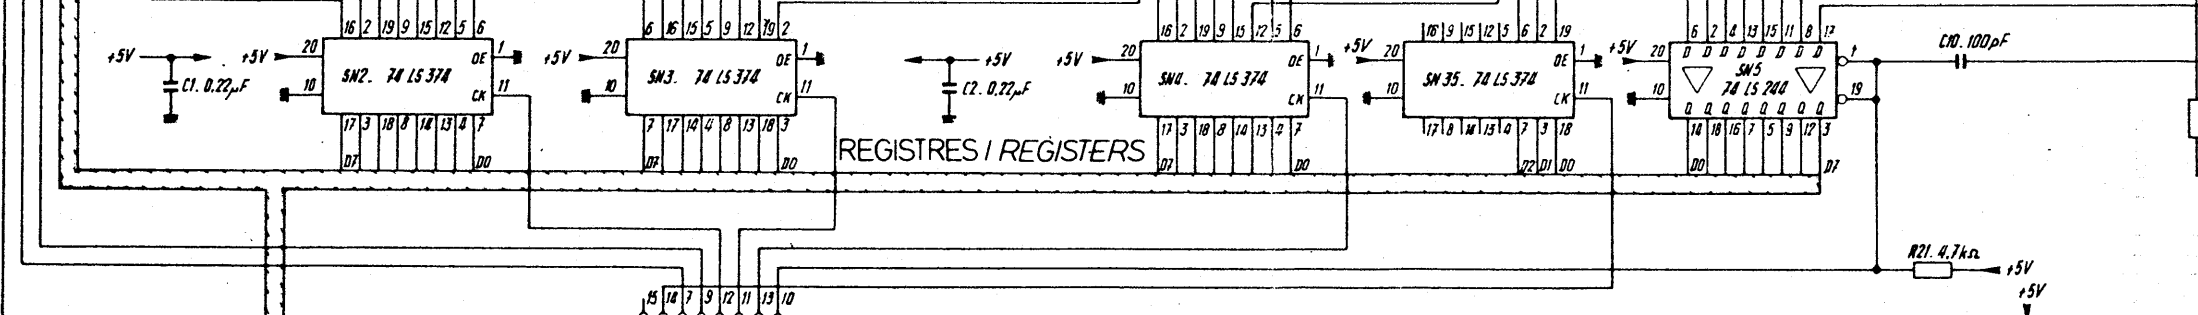 16 2 19 9 15 12 5 6
6 16 15 5 9 12 19 2
16 2 9 19 15 12 5 6
16 9 15 12 5 6 2 19
6 2 4 13 15 11 8 17
+5V
+5V 20 1
OE
SN2. 74 LS 374
C1. 0,22µF
10 11
CK
17 3 18 8 14 13 4 7
D7 D0
+5V 20 1
OE
SN3. 74 LS 374
10 11
CK
7 17 14 4 8 13 18 3
D7 D0
+5V
C2. 0,22µF
+5V 20 1
OE
SN4. 74 LS 374
10 11
CK
17 3 18 8 14 13 4 7
D7 D0
+5V 20 1
OE
SN35. 74 LS 374
10 11
CK
17 8 14 13 4 7 3 18
D2 D1 D0
+5V 20 1
D D D D D D D D
SN5
74 LS 244
10 19
Q Q Q Q Q Q Q Q
14 18 16 7 5 9 12 3
D0 D7
C10. 100pF
REGISTRES / REGISTERS
R21. 4.7kΩ
+5V
+5V
15 14 7 9 12 11 13 10